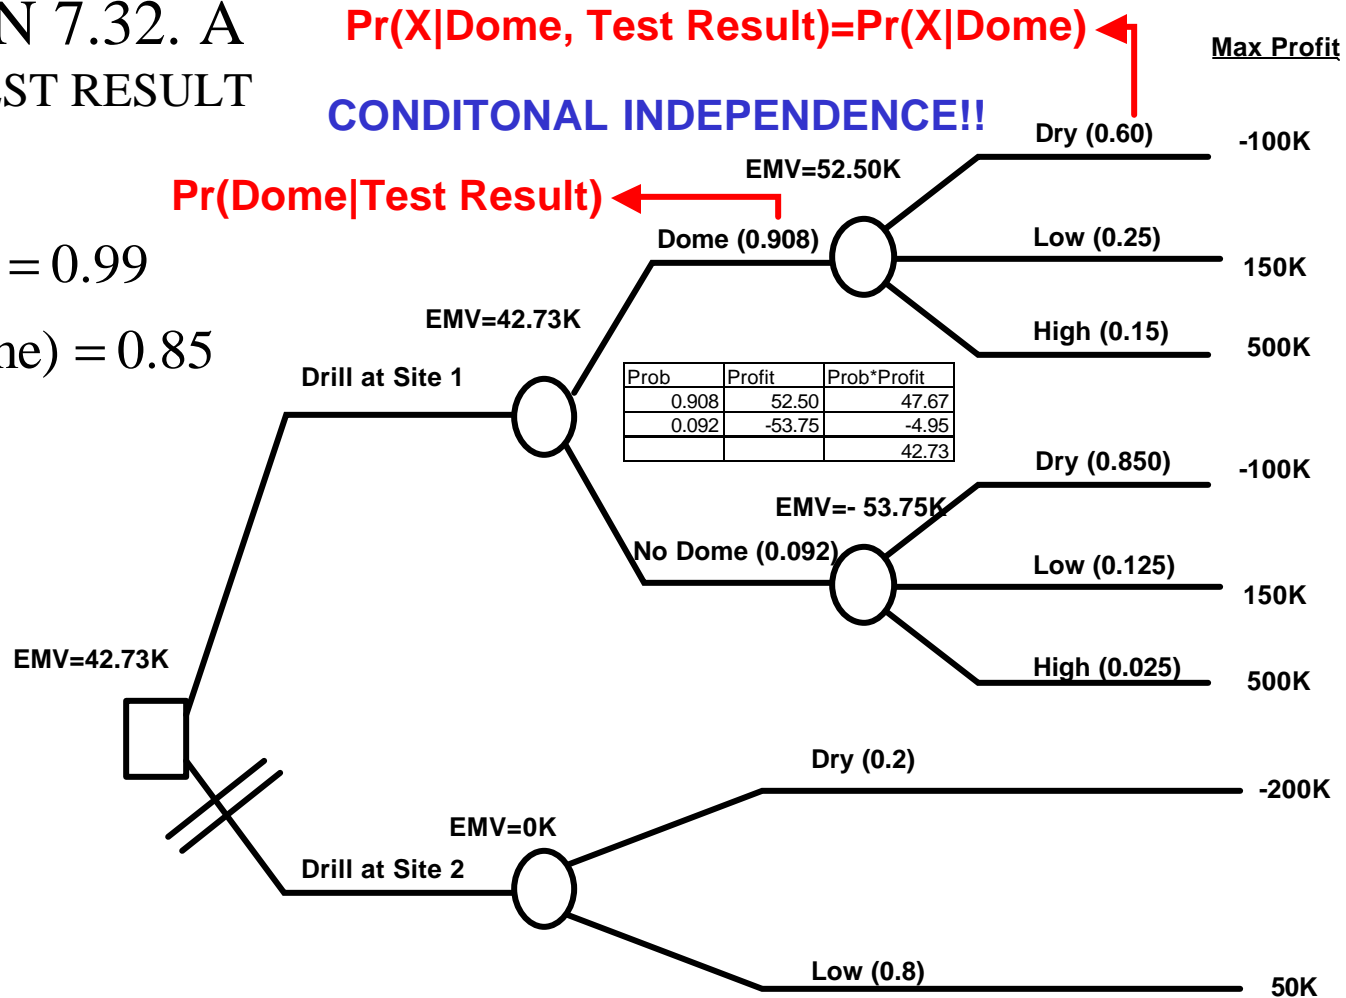 N 7.32. A
EST RESULT
Pr(X|Dome, Test Result)=Pr(X|Dome)
Max Profit
CONDITONAL INDEPENDENCE!!
Dry (0.60)
-100K
EMV=52.50K
Pr(Dome|Test Result)
Dome (0.908)
Low (0.25)
150K
= 0.99
EMV=42.73K
High (0.15)
500K
ne) = 0.85
Drill at Site 1
Prob Profit Prob*Profit
0.908 52.50 47.67
0.092 -53.75 -4.95
42.73
Dry (0.850)
-100K
EMV=- 53.75K
No Dome (0.092)
Low (0.125)
150K
EMV=42.73K
High (0.025)
500K
Dry (0.2)
-200K
EMV=0K
Drill at Site 2
Low (0.8)
50K